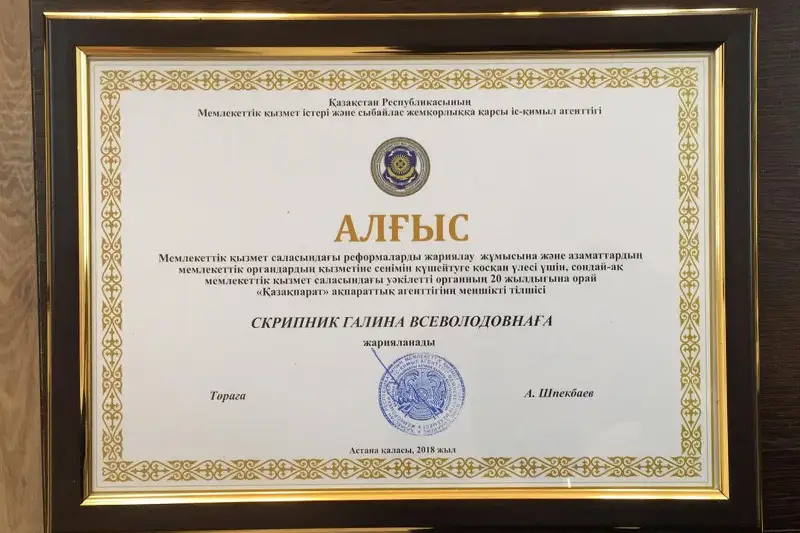 Қазақстан Республикасының
Мемлекеттік қызмет істері және сыбайлас жемқорлыққа қарсы іс-қимыл агенттігі
АЛҒЫС
Мемлекеттік қызмет саласындағы реформаларды жариялау жұмысына және азаматтардың
мемлекеттік органдардың қызметіне сенімін күшейтуге қосқан үлесі үшін, сондай-ақ
мемлекеттік қызмет саласындағы уәкілетті органның 20 жылдығына орай
«Қазақпарат» ақпараттық агенттігінң меншікті тілшісі
СКРИПНИК ГАЛИНА ВСЕВОЛОДОВНАҒА
жарияланады
Төраға
А. Шпекбаев
Астана қаласы, 2018 жыл